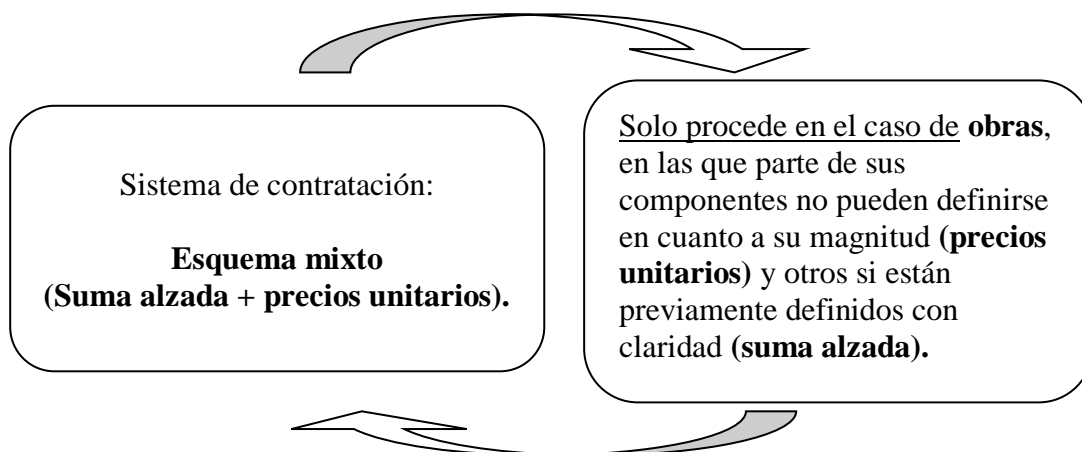 Sistema de contratación:
Esquema mixto
(Suma alzada + precios unitarios).
Solo procede en el caso de obras,
en las que parte de sus
componentes no pueden definirse
en cuanto a su magnitud (precios
unitarios) y otros si están
previamente definidos con
claridad (suma alzada).